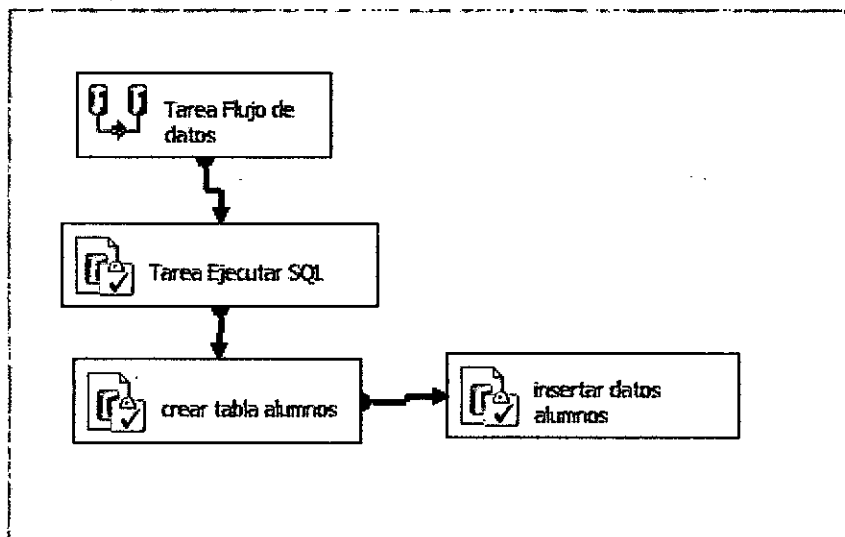 Tarea Flujo de
datos
Tarea Ejecutar SQL
crear tabla alumnos
insertar datos
alumnos